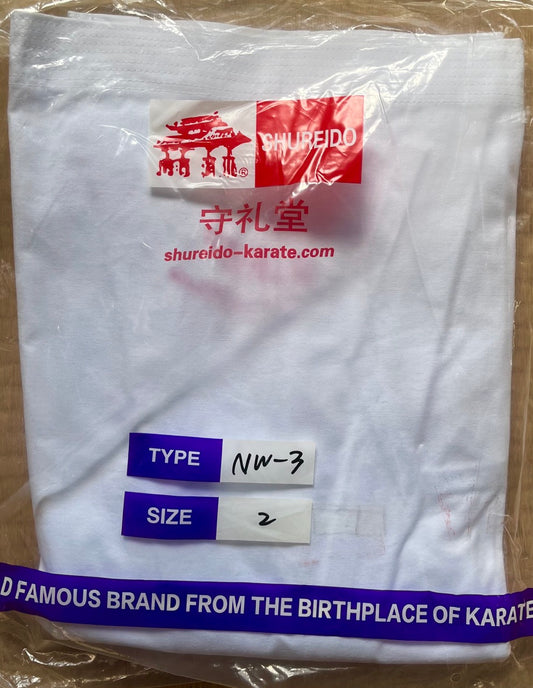 SHUREIDO
®
守礼堂
shureido-karate.com
TYPE NW-3
SIZE 2
D FAMOUS BRAND FROM THE BIRTHPLACE OF KARATE